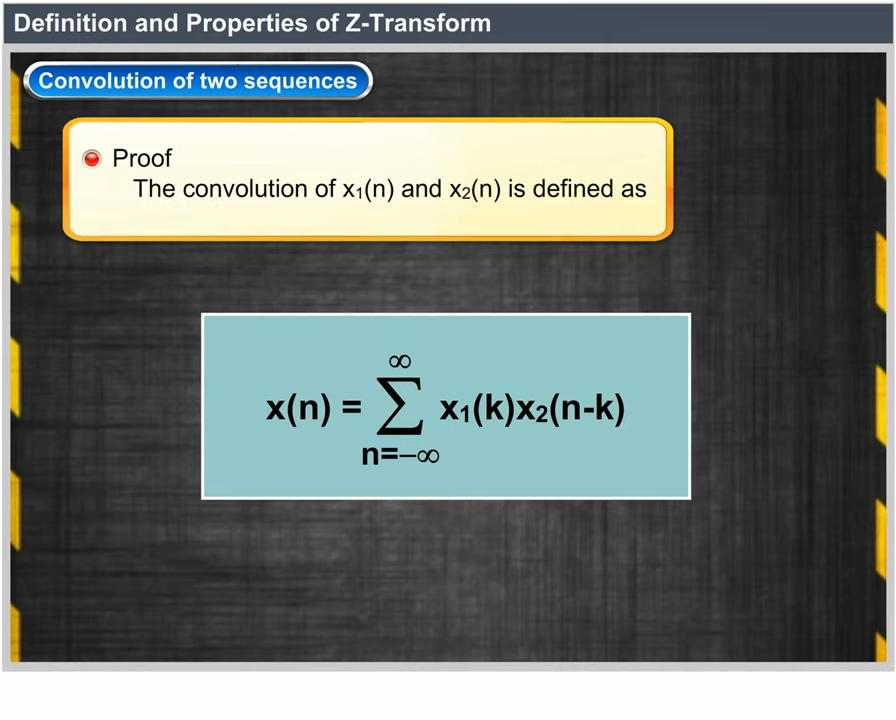 Definition and Properties of Z-Transform
Convolution of two sequences
Proof
The convolution of x₁(n) and x₂(n) is defined as
∞
x(n) = ∑ x₁(k)x₂(n-k)
n=–∞